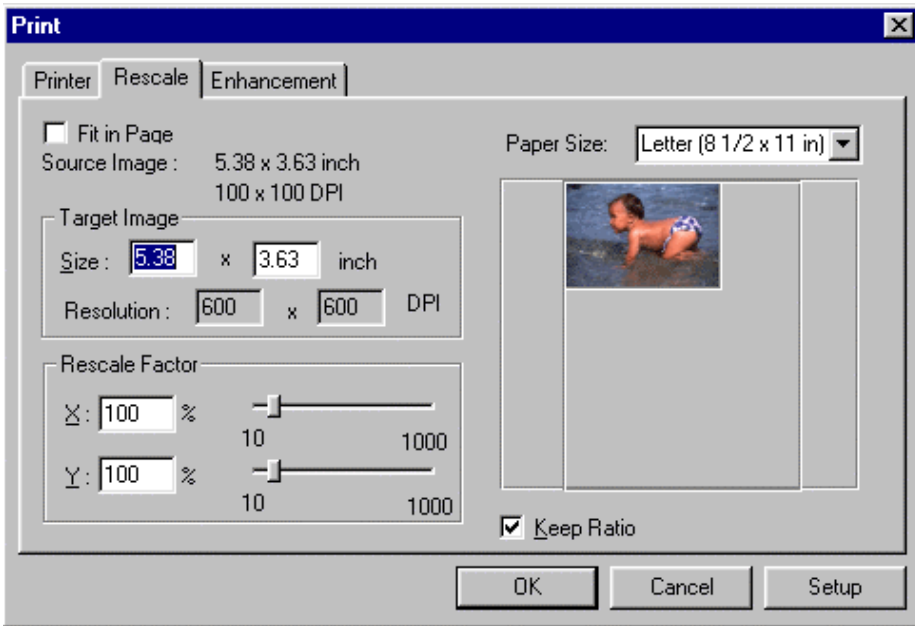 Print
Printer Rescale Enhancement
Fit in Page
Source Image : 5.38 x 3.63 inch
100 x 100 DPI
Target Image
Size : 5.38 x 3.63 inch
Resolution : 600 x 600 DPI
Rescale Factor
X : 100 %
10 1000
Y : 100 %
10 1000
Paper Size: Letter (8 1/2 x 11 in)
Keep Ratio
OK Cancel Setup